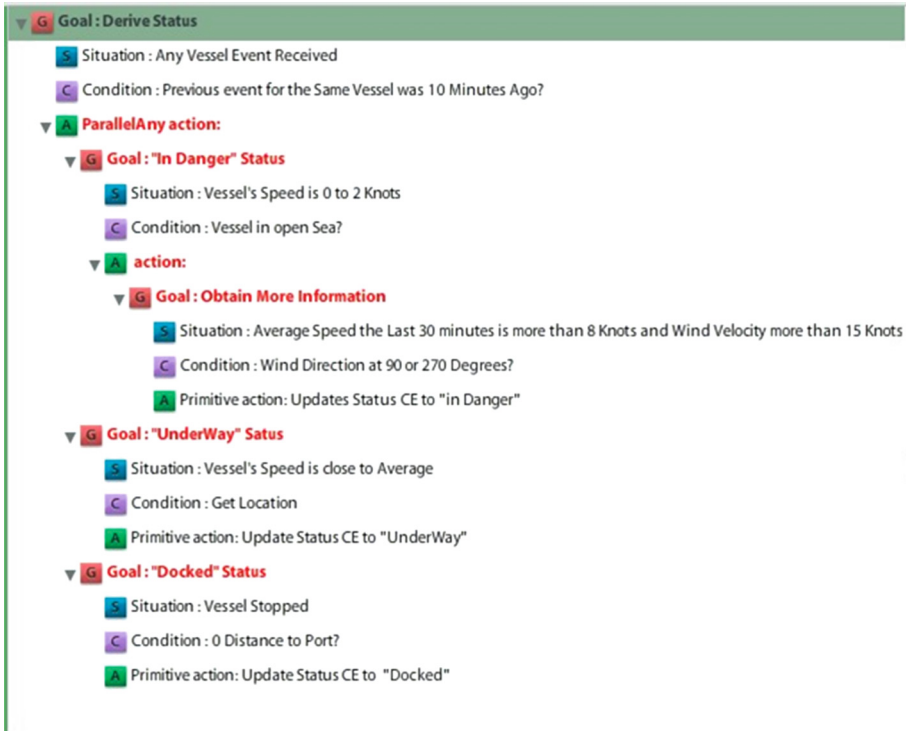 G Goal : Derive Status
S Situation : Any Vessel Event Received
C Condition : Previous event for the Same Vessel was 10 Minutes Ago?
A ParallelAny action:
G Goal : "In Danger" Status
S Situation : Vessel's Speed is 0 to 2 Knots
C Condition : Vessel in open Sea?
A action:
G Goal : Obtain More Information
S Situation : Average Speed the Last 30 minutes is more than 8 Knots and Wind Velocity more than 15 Knots
C Condition : Wind Direction at 90 or 270 Degrees?
A Primitive action: Updates Status CE to "in Danger"
G Goal : "UnderWay" Satus
S Situation : Vessel's Speed is close to Average
C Condition : Get Location
A Primitive action: Update Status CE to "UnderWay"
G Goal : "Docked" Status
S Situation : Vessel Stopped
C Condition : 0 Distance to Port?
A Primitive action: Update Status CE to "Docked"